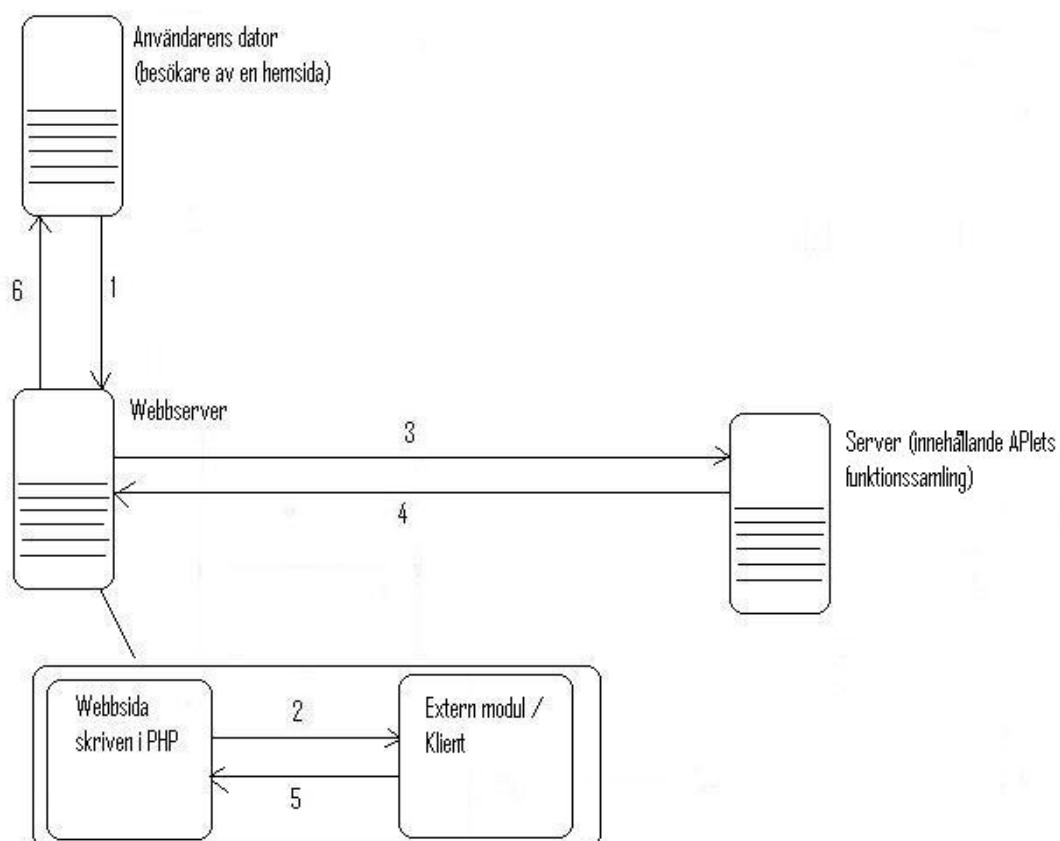 Användarens dator
(besökare av en hemsida)
6
1
Webbserver
3
Server (innehållande APIets
funktionssamling)
4
Webbsida
skriven i PHP
2
Extern modul /
Klient
5